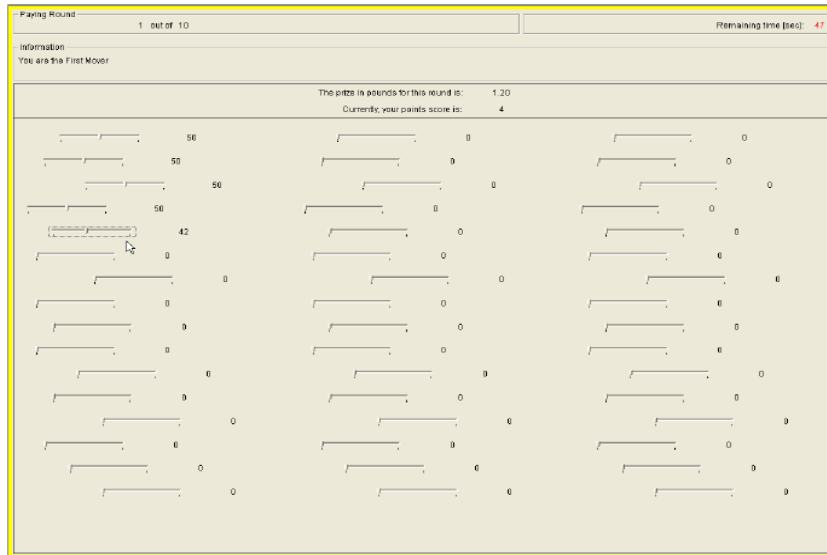 Paying Round
1 out of 10
Remaining time [sec]: 47
Information
You are the First Mover
The prize in pounds for this round is: 1.20
Currently, your points score is: 4
50 0 0
50 0 0
50 0 0
50 0 0
42 0 0
0 0 0
0 0 0
0 0 0
0 0 0
0 0 0
0 0 0
0 0 0
0 0 0
0 0 0
0 0 0
0 0 0